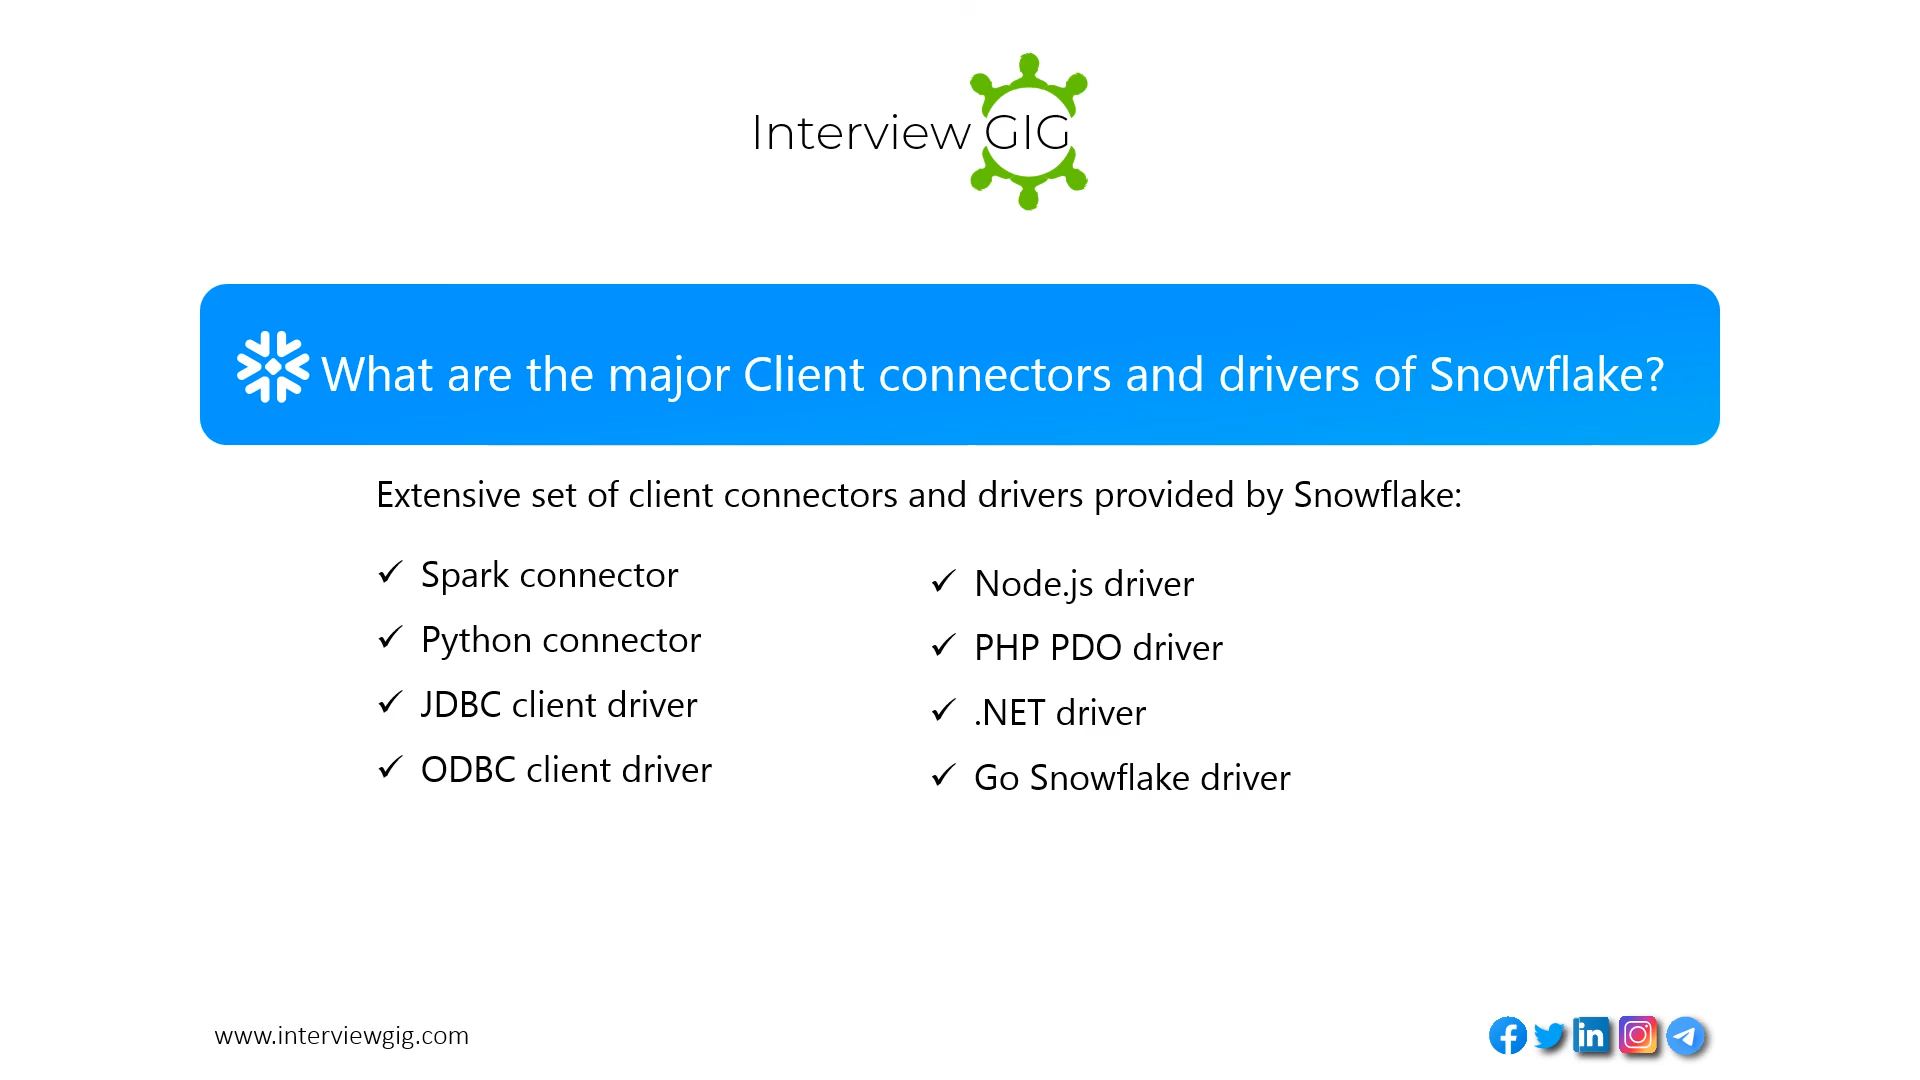 Interview GIG
What are the major Client connectors and drivers of Snowflake?
Extensive set of client connectors and drivers provided by Snowflake:
✓ Spark connector
✓ Python connector
✓ JDBC client driver
✓ ODBC client driver
✓ Node.js driver
✓ PHP PDO driver
✓ .NET driver
✓ Go Snowflake driver
www.interviewgig.com
in